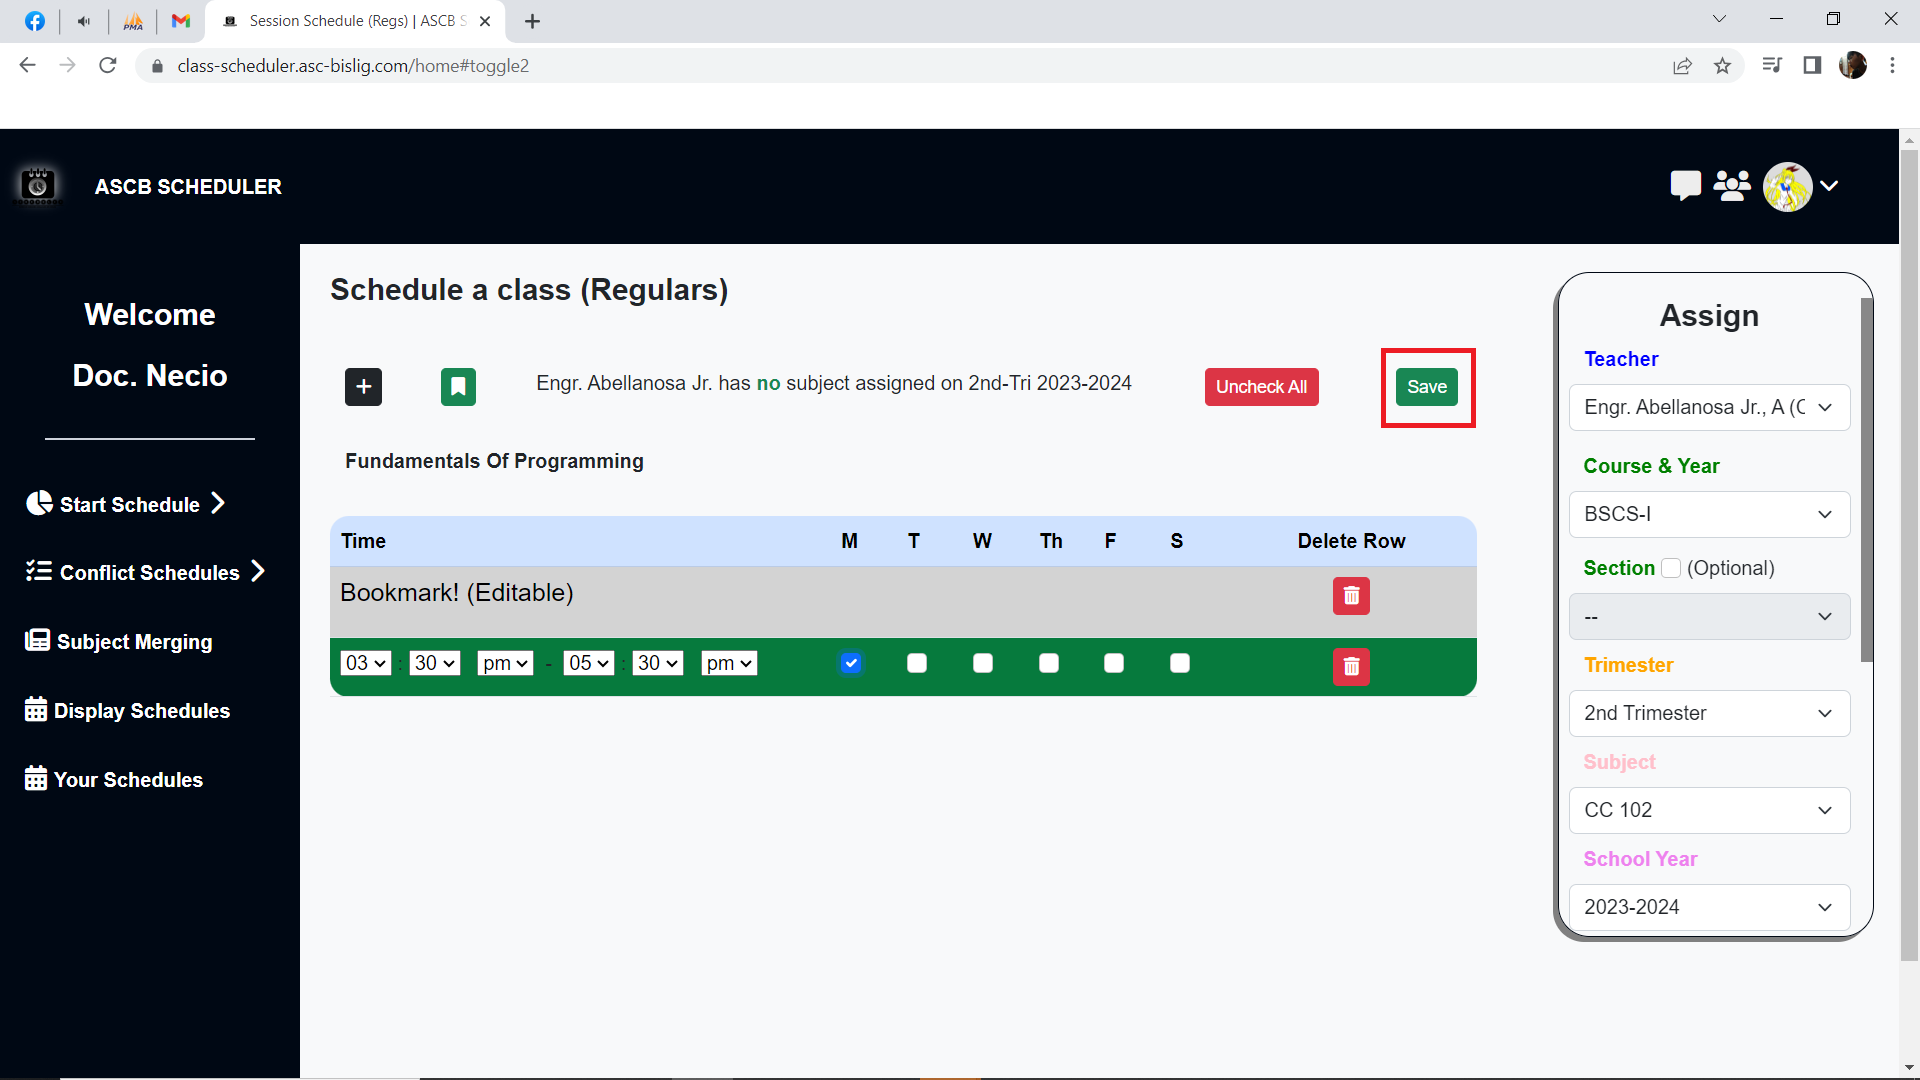 PMA
Session Schedule (Regs) | ASCB S
class-scheduler.asc-bislig.com/home#toggle2
ASCB SCHEDULER
Welcome
Doc. Necio
Start Schedule
Conflict Schedules
Subject Merging
Display Schedules
Your Schedules
Schedule a class (Regulars)
+
Engr. Abellanosa Jr. has no subject assigned on 2nd-Tri 2023-2024
Uncheck All
Save
Fundamentals Of Programming
Time M T W Th F S Delete Row
Bookmark! (Editable)
03 : 30 pm - 05 : 30 pm
Assign
Teacher
Engr. Abellanosa Jr., A (C
Course & Year
BSCS-I
Section (Optional)
--
Trimester
2nd Trimester
Subject
CC 102
School Year
2023-2024